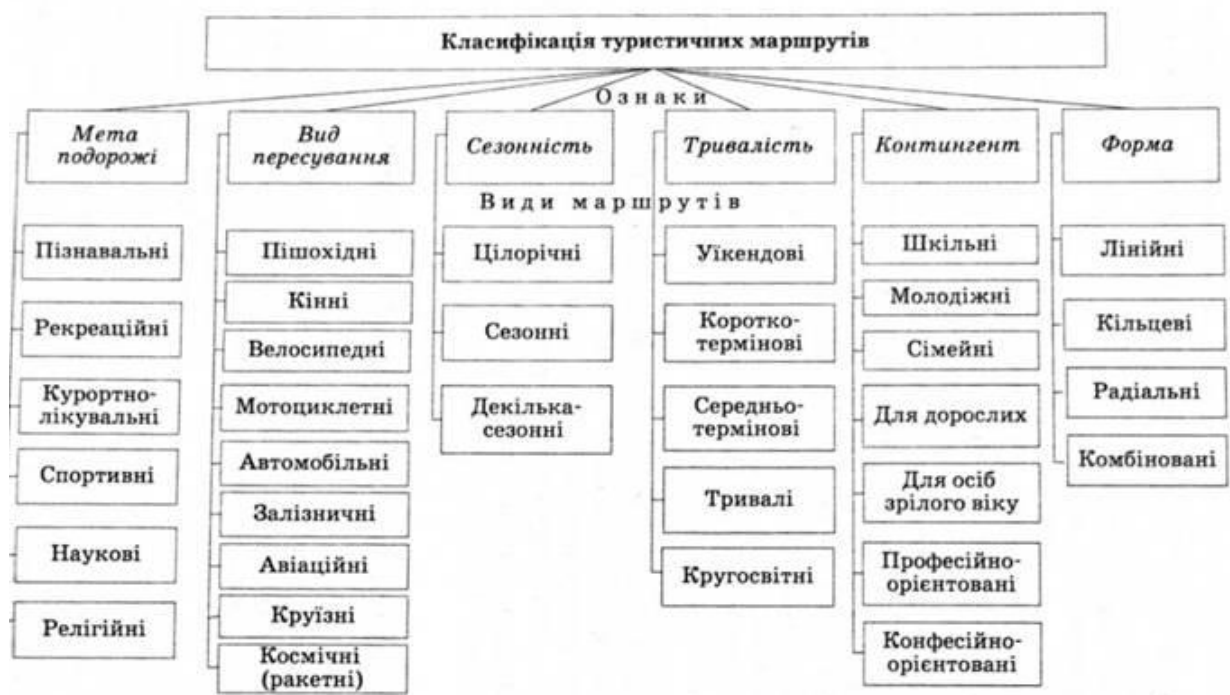 Класифікація туристичних маршрутів
Ознаки
Мета
подорожі
Вид
пересування
Сезонність
Тривалість
Контингент
Форма
Види маршрутів
Пізнавальні
Рекреаційні
Курортно-
лікувальні
Спортивні
Наукові
Релігійні
Пішохідні
Кінні
Велосипедні
Мотоциклетні
Автомобільні
Залізничні
Авіаційні
Круїзні
Космічні
(ракетні)
Цілорічні
Сезонні
Декілька-
сезонні
Уїкендові
Коротко-
термінові
Середньо-
термінові
Тривалі
Кругосвітні
Шкільні
Молодіжні
Сімейні
Для дорослих
Для осіб
зрілого віку
Професійно-
орієнтовані
Конфесійно-
орієнтовані
Лінійні
Кільцеві
Радіальні
Комбіновані